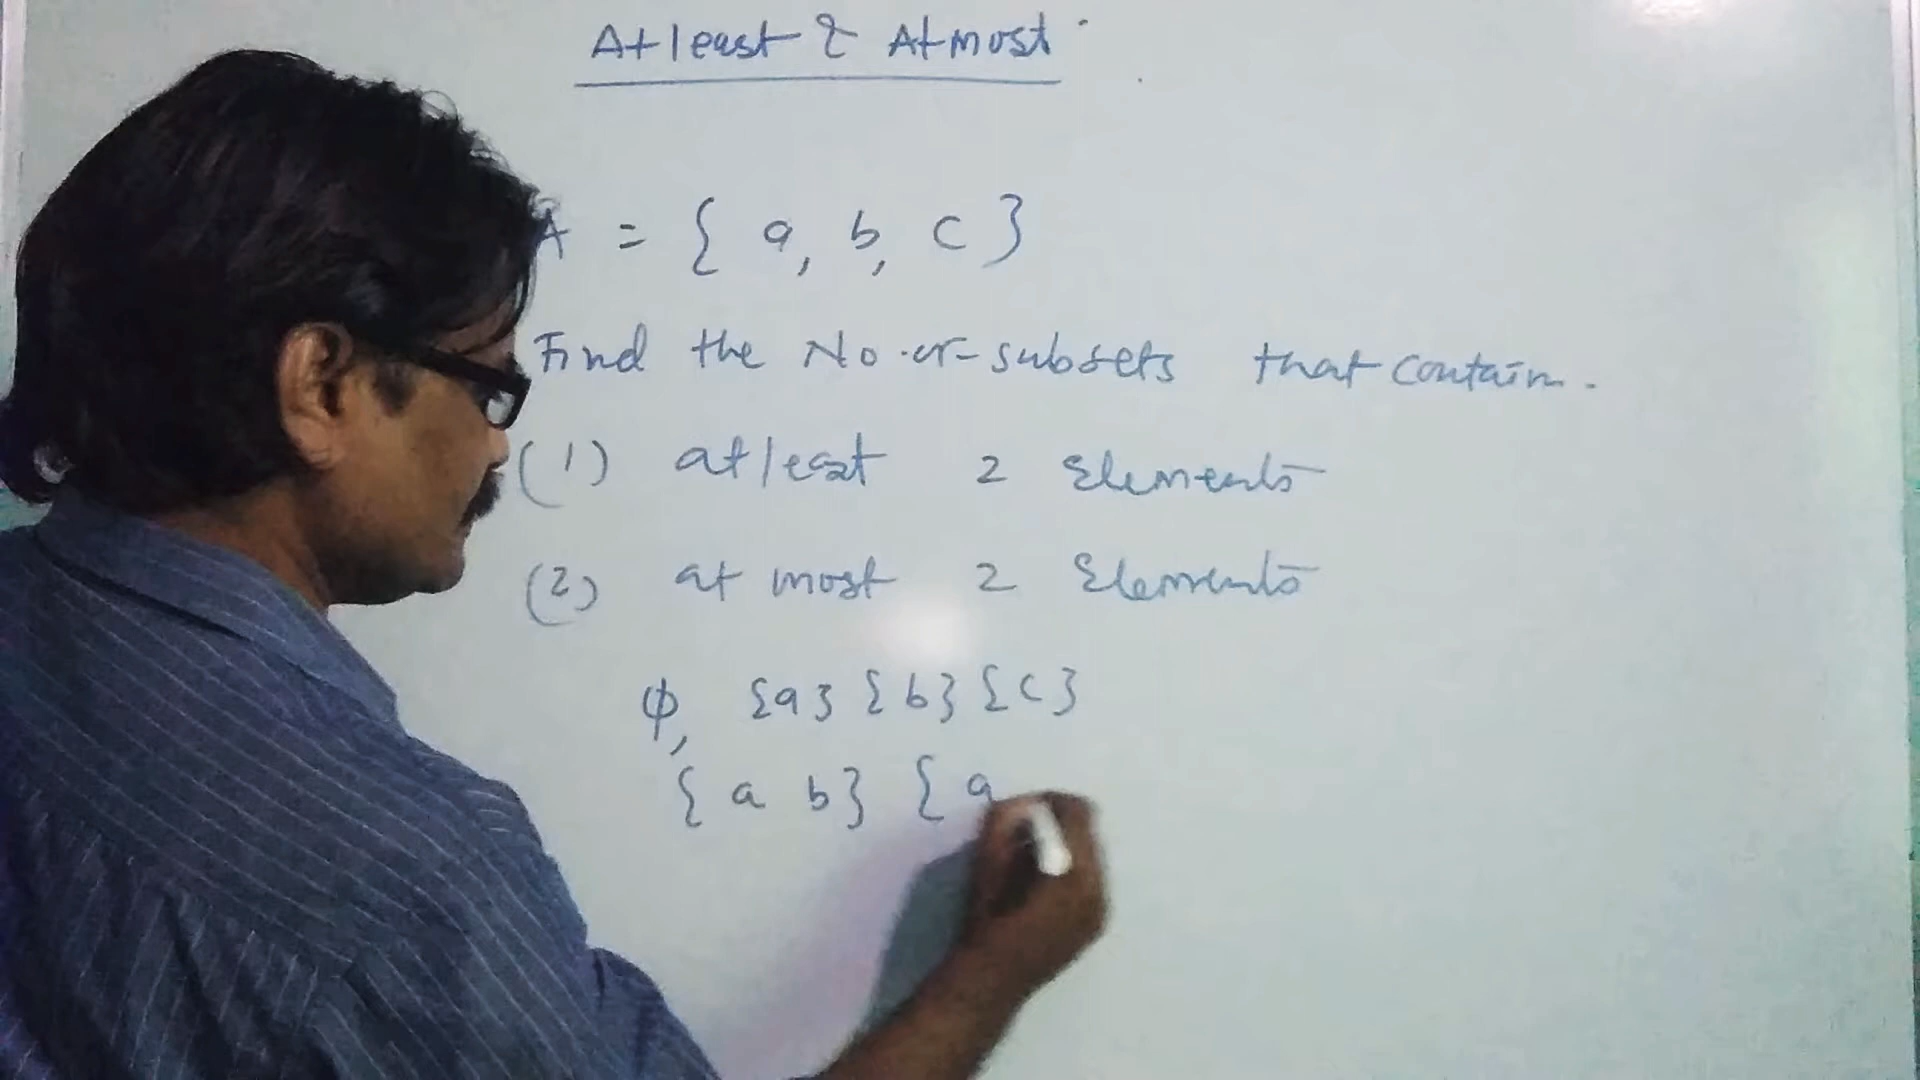 Atleast & Atmost
A = { a, b, c }
Find the No. of subsets that contain.
(1) atleast 2 Elements
(2) at most 2 Elements
φ, {a} {b} {c}
{ a b} { a